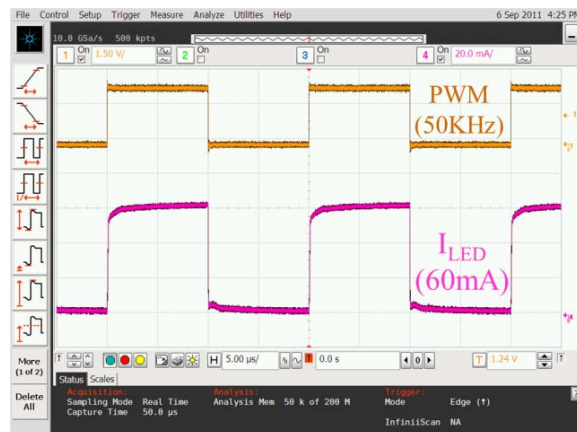 File Control Setup Trigger Measure Analyze Utilities Help 6 Sep 2011 4:25 P
10.0 GSa/s 500 kpts
On On On On
1 1.50 V/ 2 3 4 20.0 mA/
PWM
(50KHz)
I LED
(60mA)
More
(1 of 2)
Delete
All
H 5.00 µs/ 0.0 s 0 T 1.24 V
Status Scales
Acquisition: Analysis: Trigger:
Sampling Mode Real Time Analysis Mem 50 k of 200 M Mode Edge (↑)
Capture Time 50.0 µs
InfiniiScan NA